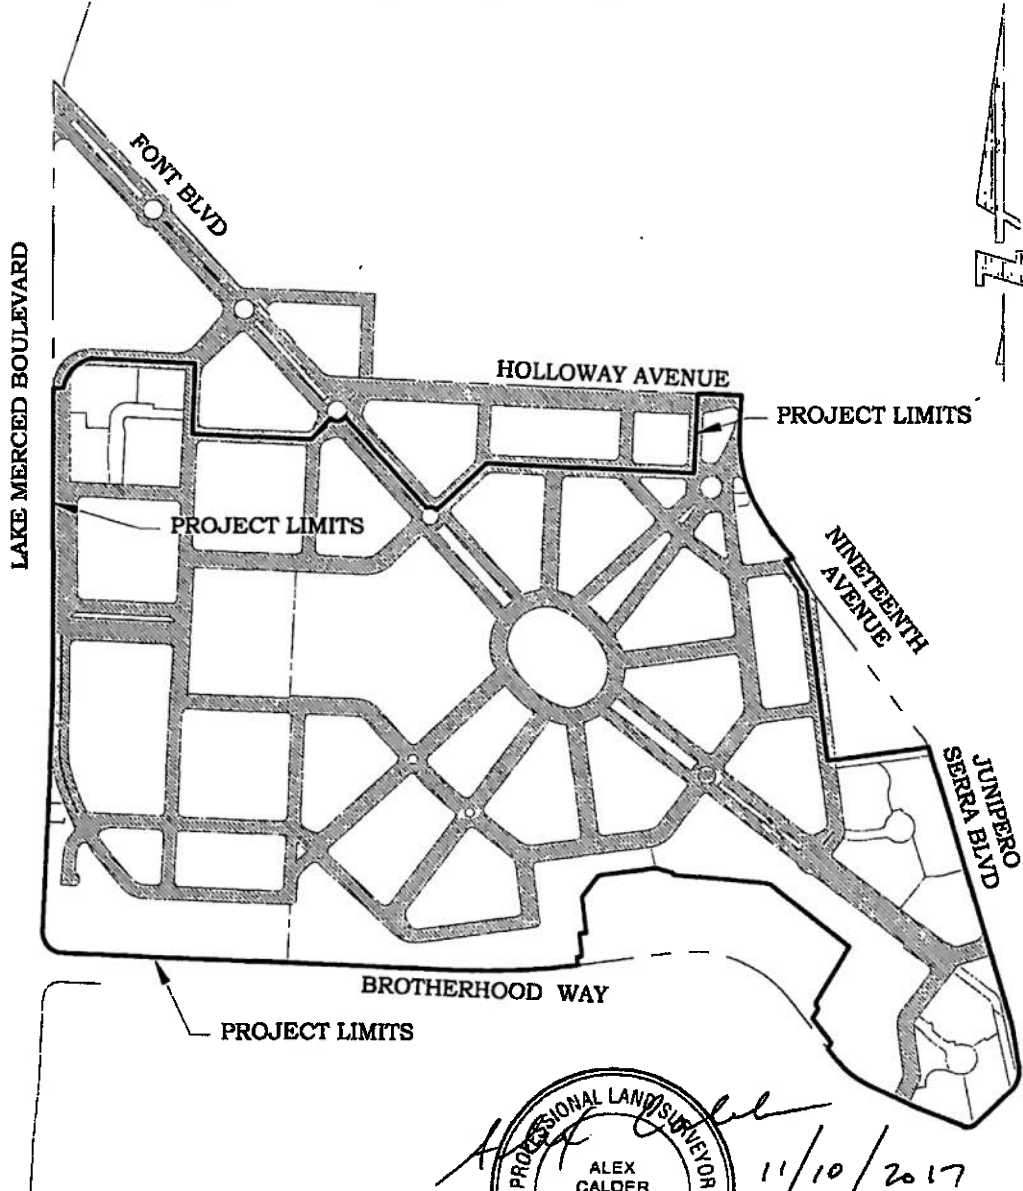 FONT BLVD
LAKE MERCED BOULEVARD
N
HOLLOWAY AVENUE
PROJECT LIMITS
PROJECT LIMITS
NINETEENTH
AVENUE
JUNIPERO
SERRA BLVD
BROTHERHOOD WAY
PROJECT LIMITS
PROFESSIONAL LAND SURVEYOR
ALEX
CALDER
11/10/2017